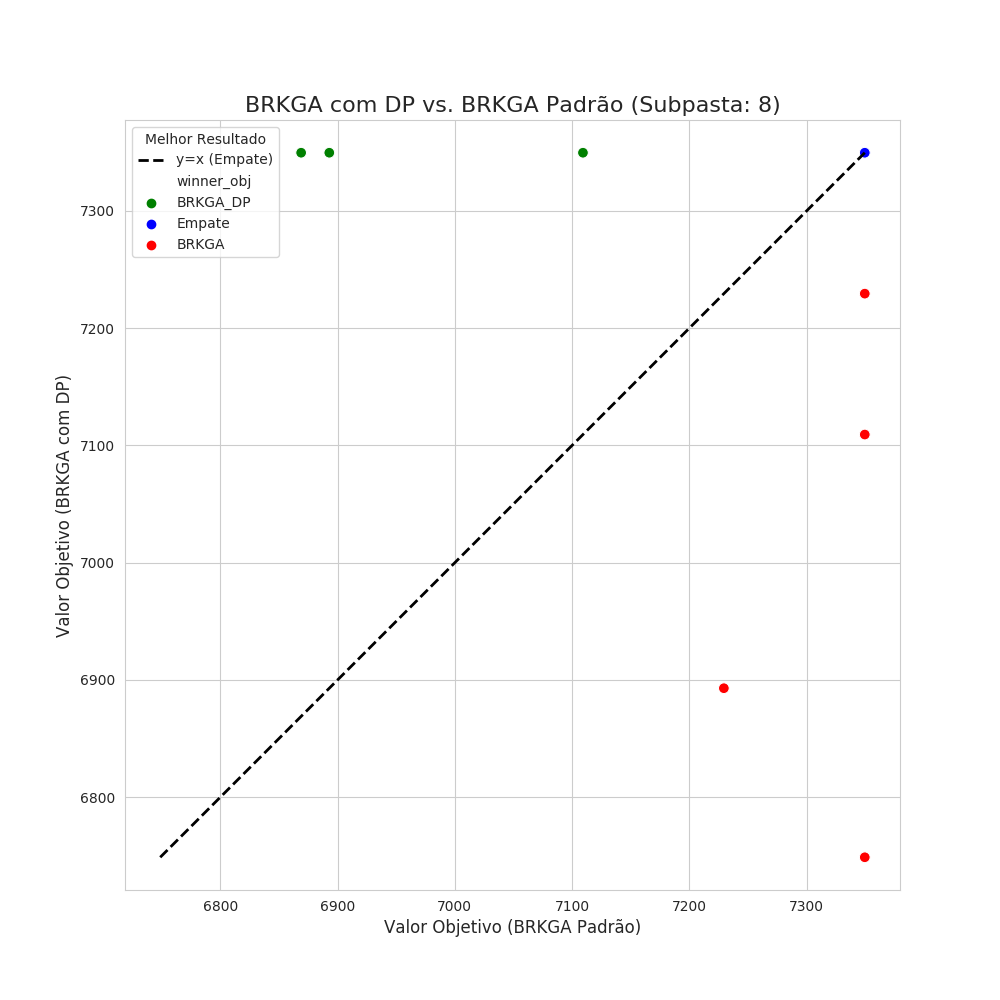 BRKGA com DP vs. BRKGA Padrão (Subpasta: 8)
Melhor Resultado
y=x (Empate)
winner_obj
BRKGA_DP
Empate
BRKGA
Valor Objetivo (BRKGA com DP)
7300
7200
7100
7000
6900
6800
6800
6900
7000
7100
7200
7300
Valor Objetivo (BRKGA Padrão)